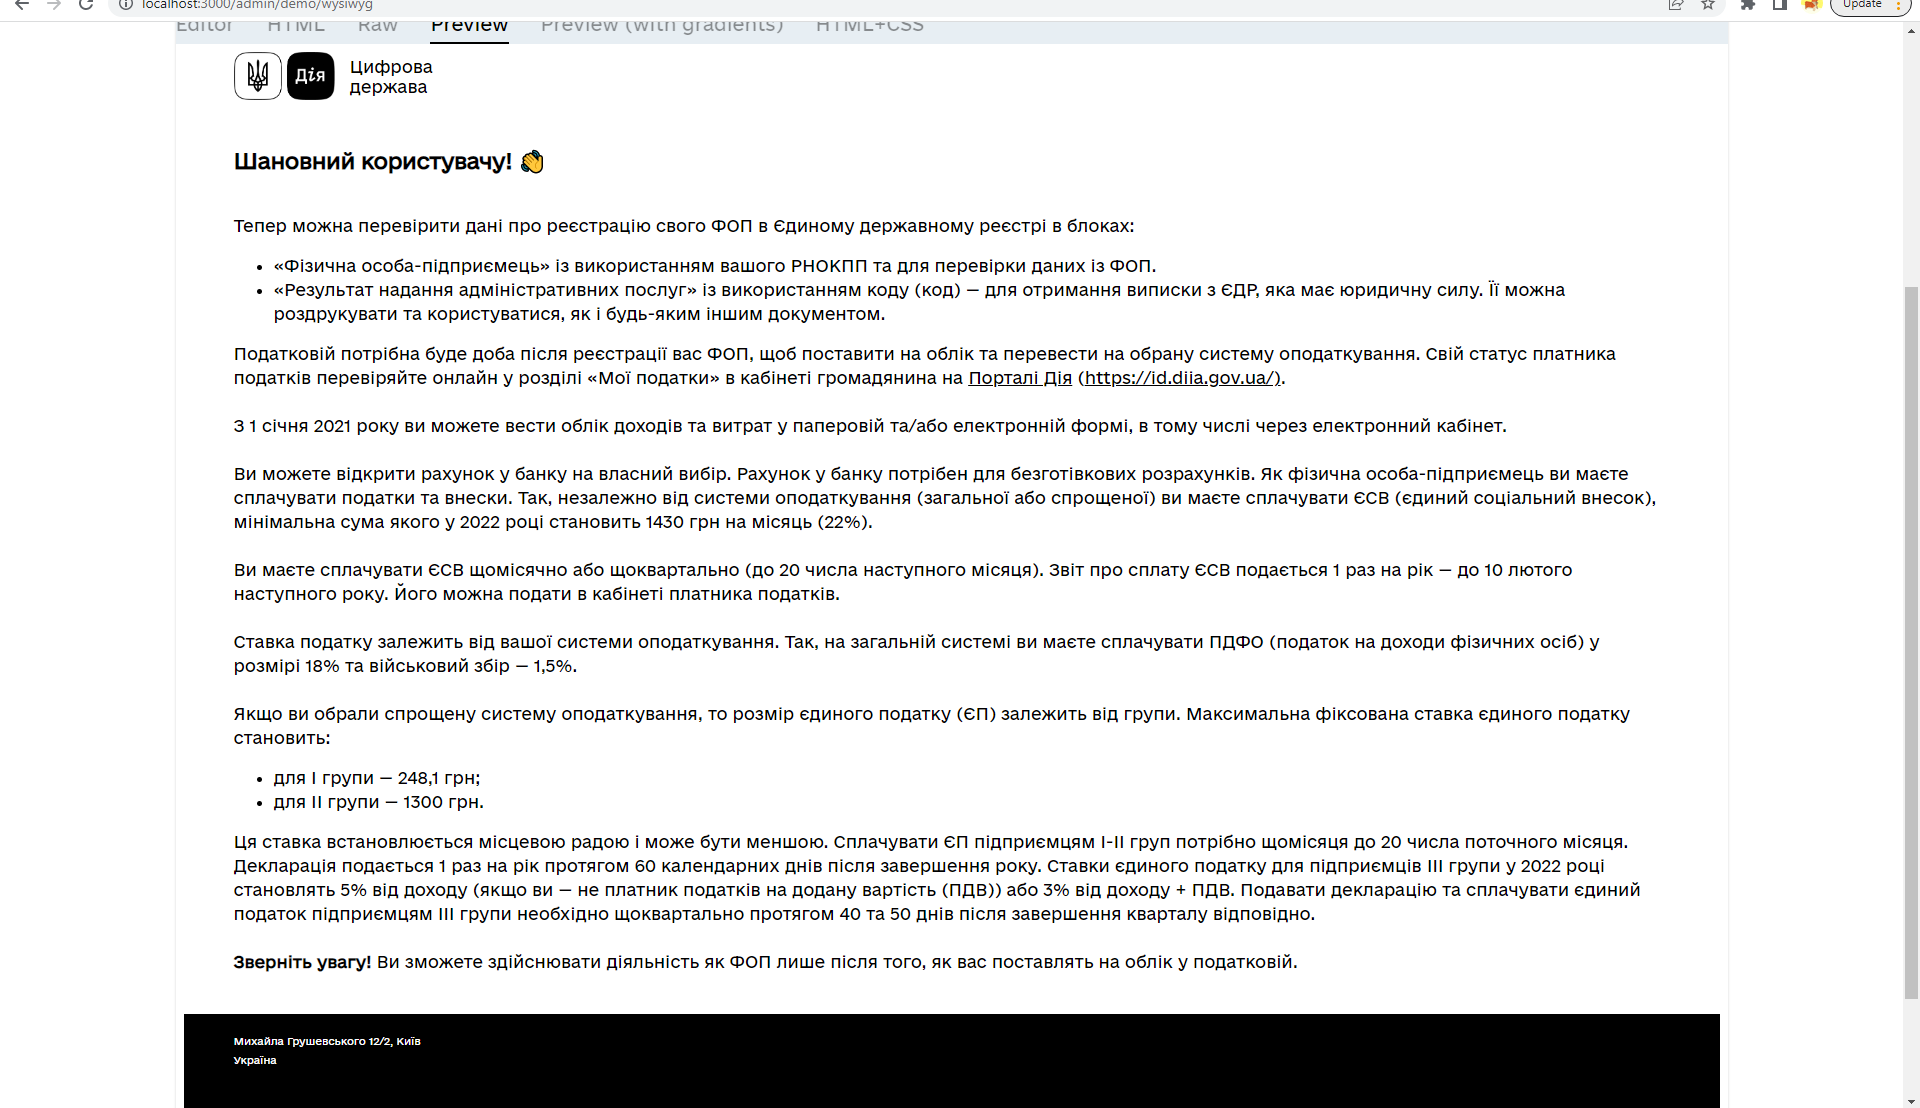 localhost:3000/admin/demo/wysiwyg
Update
Editor HTML Raw Preview Preview (with gradients) HTML+CSS
Дія
Цифрова
держава
Шановний користувачу! 👋
Тепер можна перевірити дані про реєстрацію свого ФОП в Єдиному державному реєстрі в блоках:
• «Фізична особа-підприємець» із використанням вашого РНОКПП та для перевірки даних із ФОП.
• «Результат надання адміністративних послуг» із використанням коду (код) — для отримання виписки з ЄДР, яка має юридичну силу. Її можна
роздрукувати та користуватися, як і будь-яким іншим документом.
Податковій потрібна буде доба після реєстрації вас ФОП, щоб поставити на облік та перевести на обрану систему оподаткування. Свій статус платника
податків перевіряйте онлайн у розділі «Мої податки» в кабінеті громадянина на Порталі Дія (https://id.diia.gov.ua/).
З 1 січня 2021 року ви можете вести облік доходів та витрат у паперовій та/або електронній формі, в тому числі через електронний кабінет.
Ви можете відкрити рахунок у банку на власний вибір. Рахунок у банку потрібен для безготівкових розрахунків. Як фізична особа-підприємець ви маєте
сплачувати податки та внески. Так, незалежно від системи оподаткування (загальної або спрощеної) ви маєте сплачувати ЄСВ (єдиний соціальний внесок),
мінімальна сума якого у 2022 році становить 1430 грн на місяць (22%).
Ви маєте сплачувати ЄСВ щомісячно або щоквартально (до 20 числа наступного місяця). Звіт про сплату ЄСВ подається 1 раз на рік — до 10 лютого
наступного року. Його можна подати в кабінеті платника податків.
Ставка податку залежить від вашої системи оподаткування. Так, на загальній системі ви маєте сплачувати ПДФО (податок на доходи фізичних осіб) у
розмірі 18% та військовий збір — 1,5%.
Якщо ви обрали спрощену систему оподаткування, то розмір єдиного податку (ЄП) залежить від групи. Максимальна фіксована ставка єдиного податку
становить:
• для I групи — 248,1 грн;
• для II групи — 1300 грн.
Ця ставка встановлюється місцевою радою і може бути меншою. Сплачувати ЄП підприємцям I-II груп потрібно щомісяця до 20 числа поточного місяця.
Декларація подається 1 раз на рік протягом 60 календарних днів після завершення року. Ставки єдиного податку для підприємців III групи у 2022 році
становлять 5% від доходу (якщо ви — не платник податків на додану вартість (ПДВ)) або 3% від доходу + ПДВ. Подавати декларацію та сплачувати єдиний
податок підприємцям III групи необхідно щоквартально протягом 40 та 50 днів після завершення кварталу відповідно.
Зверніть увагу! Ви зможете здійснювати діяльність як ФОП лише після того, як вас поставлять на облік у податковій.
Михайла Грушевського 12/2, Київ
Україна